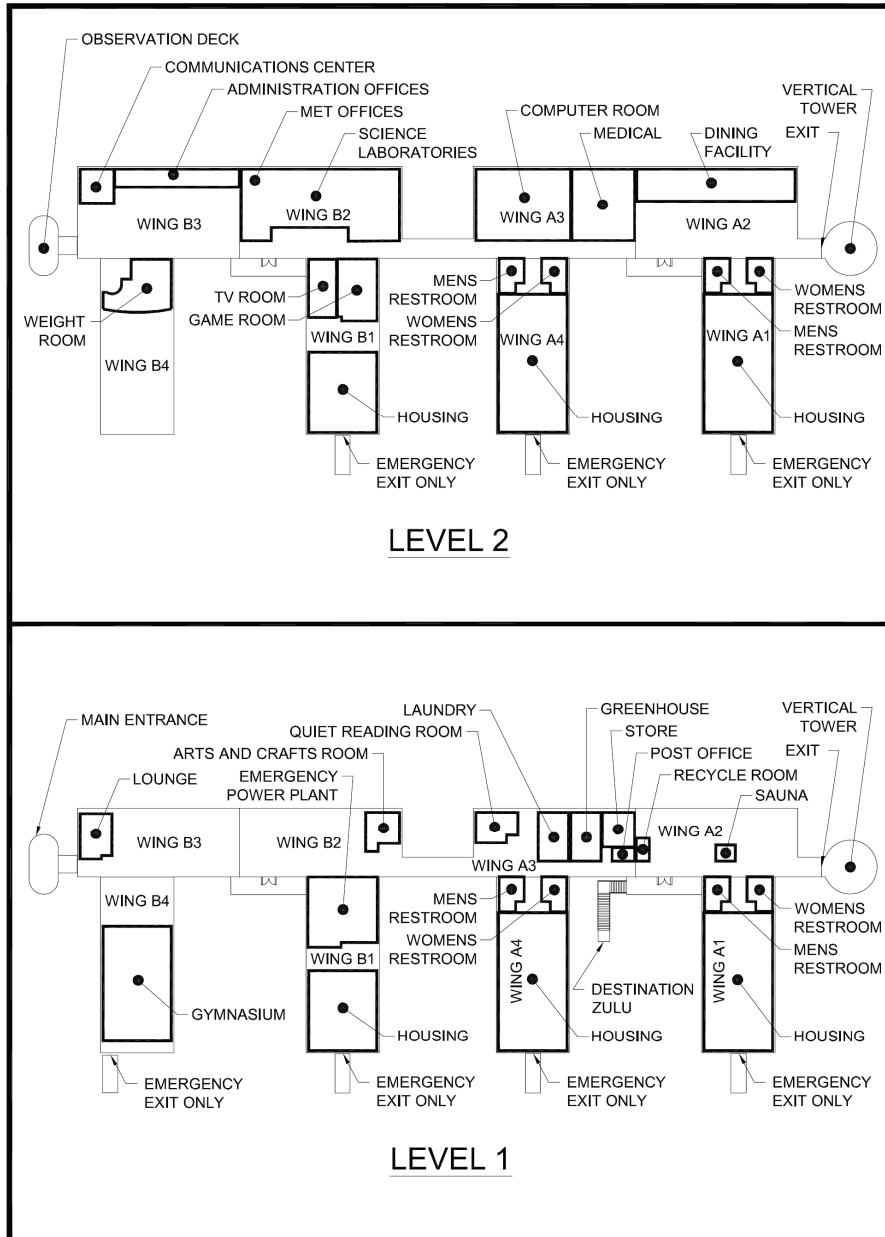 OBSERVATION DECK
COMMUNICATIONS CENTER
ADMINISTRATION OFFICES
MET OFFICES
SCIENCE
LABORATORIES
COMPUTER ROOM
MEDICAL
DINING
FACILITY
VERTICAL
TOWER
EXIT
WING B3
WING B2
WING A3
WING A2
WEIGHT
ROOM
TV ROOM
GAME ROOM
MENS
RESTROOM
WOMENS
RESTROOM
WOMENS
RESTROOM
MENS
RESTROOM
WING B4
WING B1
WING A4
WING A1
HOUSING
HOUSING
HOUSING
EMERGENCY
EXIT ONLY
EMERGENCY
EXIT ONLY
EMERGENCY
EXIT ONLY
LEVEL 2
MAIN ENTRANCE
LOUNGE
ARTS AND CRAFTS ROOM
EMERGENCY
POWER PLANT
QUIET READING ROOM
LAUNDRY
GREENHOUSE
STORE
POST OFFICE
RECYCLE ROOM
SAUNA
VERTICAL
TOWER
EXIT
WING B3
WING B2
WING A3
WING A2
WING B4
WING B1
WING A4
WING A1
MENS
RESTROOM
WOMENS
RESTROOM
WOMENS
RESTROOM
MENS
RESTROOM
DESTINATION
ZULU
GYMNASIUM
HOUSING
HOUSING
HOUSING
EMERGENCY
EXIT ONLY
EMERGENCY
EXIT ONLY
EMERGENCY
EXIT ONLY
EMERGENCY
EXIT ONLY
LEVEL 1